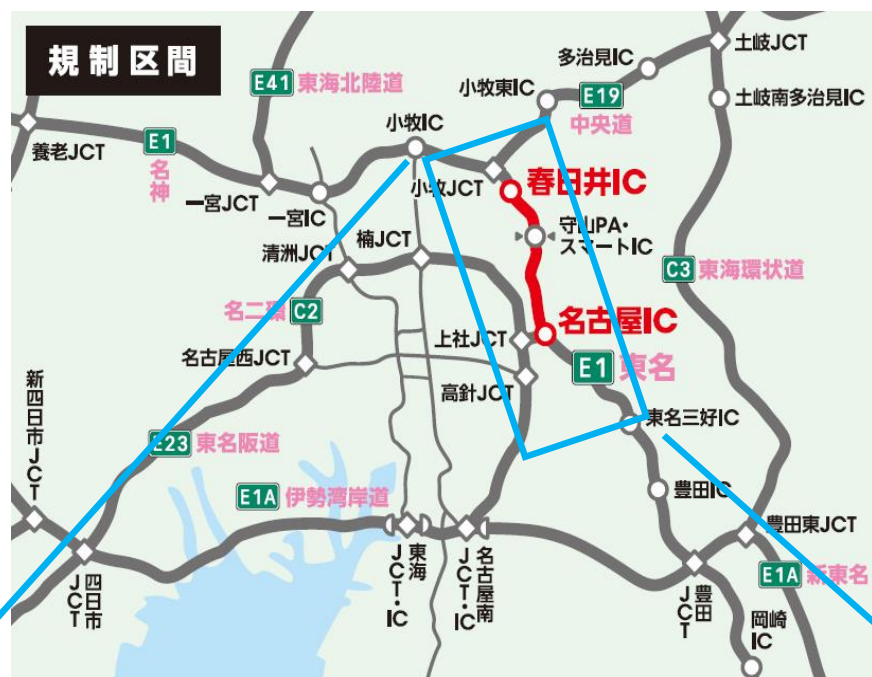 規制区間
E41 東海北陸道
E1
名神
養老JCT
一宮JCT
一宮IC
小牧IC
小牧東IC
多治見IC
土岐JCT
土岐南多治見IC
E19
中央道
小牧JCT
春日井IC
守山PA・
スマートIC
清洲JCT
楠JCT
C3 東海環状道
名二環 C2
名古屋IC
上社JCT
名古屋西JCT
高針JCT
E1 東名
新四日市JCT
E23 東名阪道
東名三好IC
豊田IC
E1A 伊勢湾岸道
豊田東JCT
四日市JCT
東海JCT・IC
名古屋南JCT・IC
豊田JCT
E1A 新東名
岡崎IC